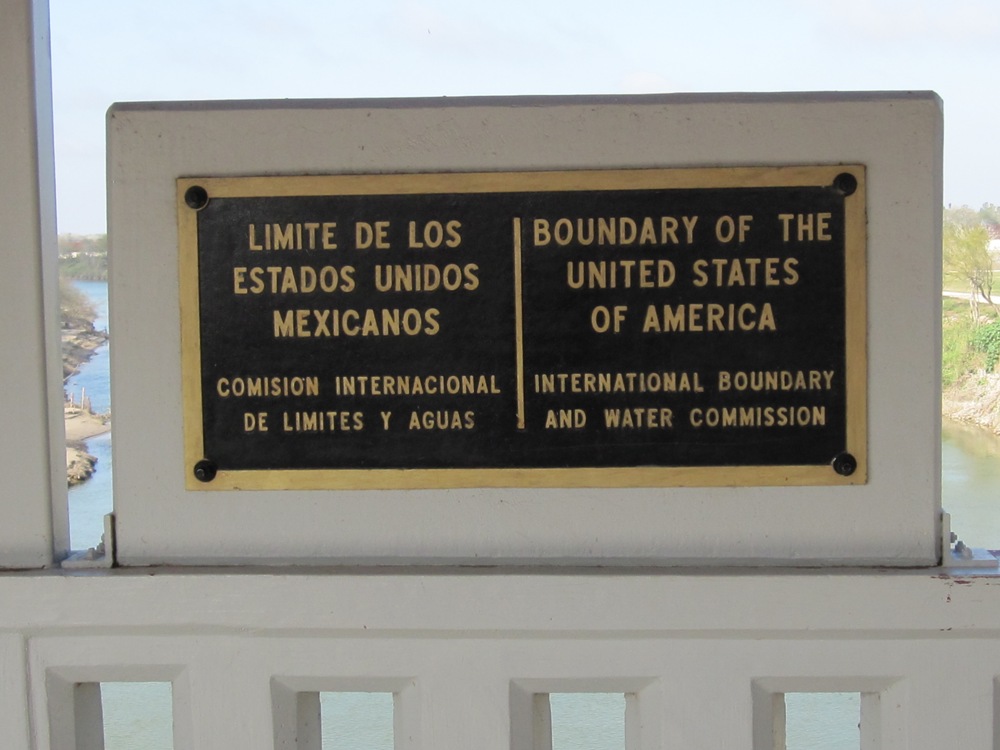 LIMITE DE LOS
ESTADOS UNIDOS
MEXICANOS
COMISION INTERNACIONAL
DE LIMITES Y AGUAS
BOUNDARY OF THE
UNITED STATES
OF AMERICA
INTERNATIONAL BOUNDARY
AND WATER COMMISSION